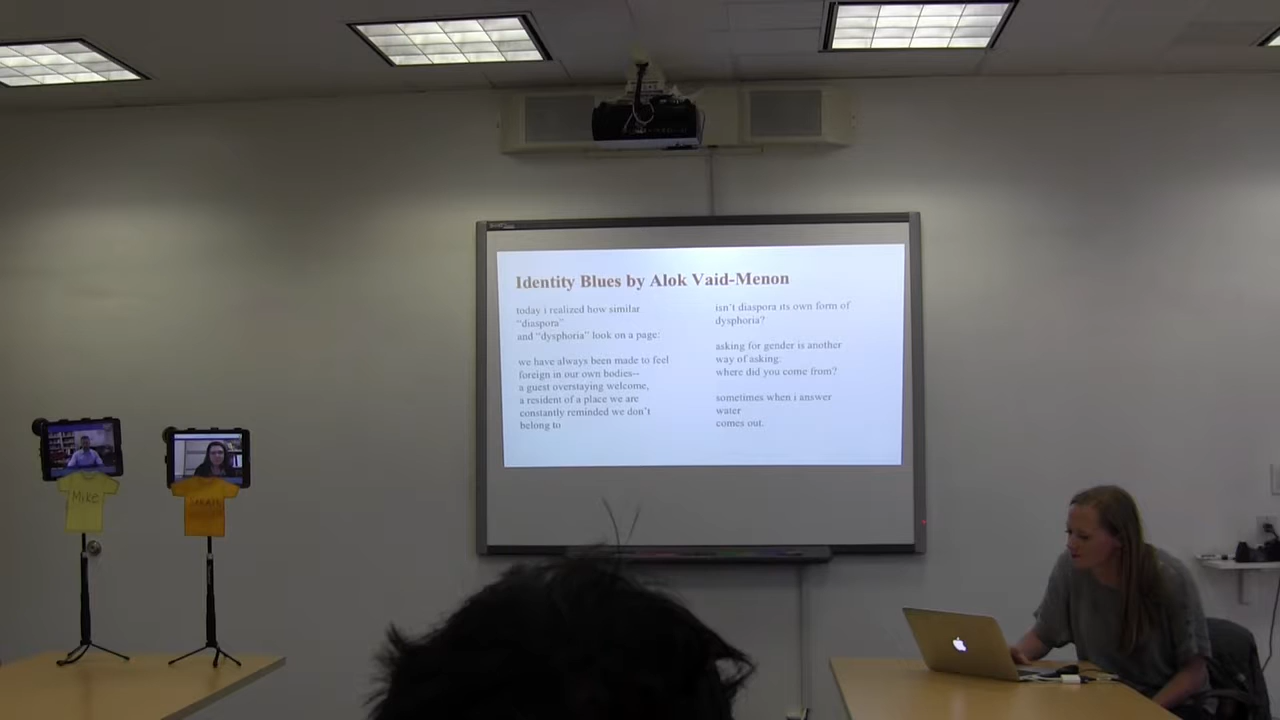 Identity Blues by Alok Vaid-Menon
today i realized how similar
“diaspora”
and “dysphoria” look on a page:
we have always been made to feel
foreign in our own bodies--
a guest overstaying welcome,
a resident of a place we are
constantly reminded we don't
belong to
isn't diaspora its own form of
dysphoria?
asking for gender is another
way of asking:
where did you come from?
sometimes when i answer
water
comes out.
Mike